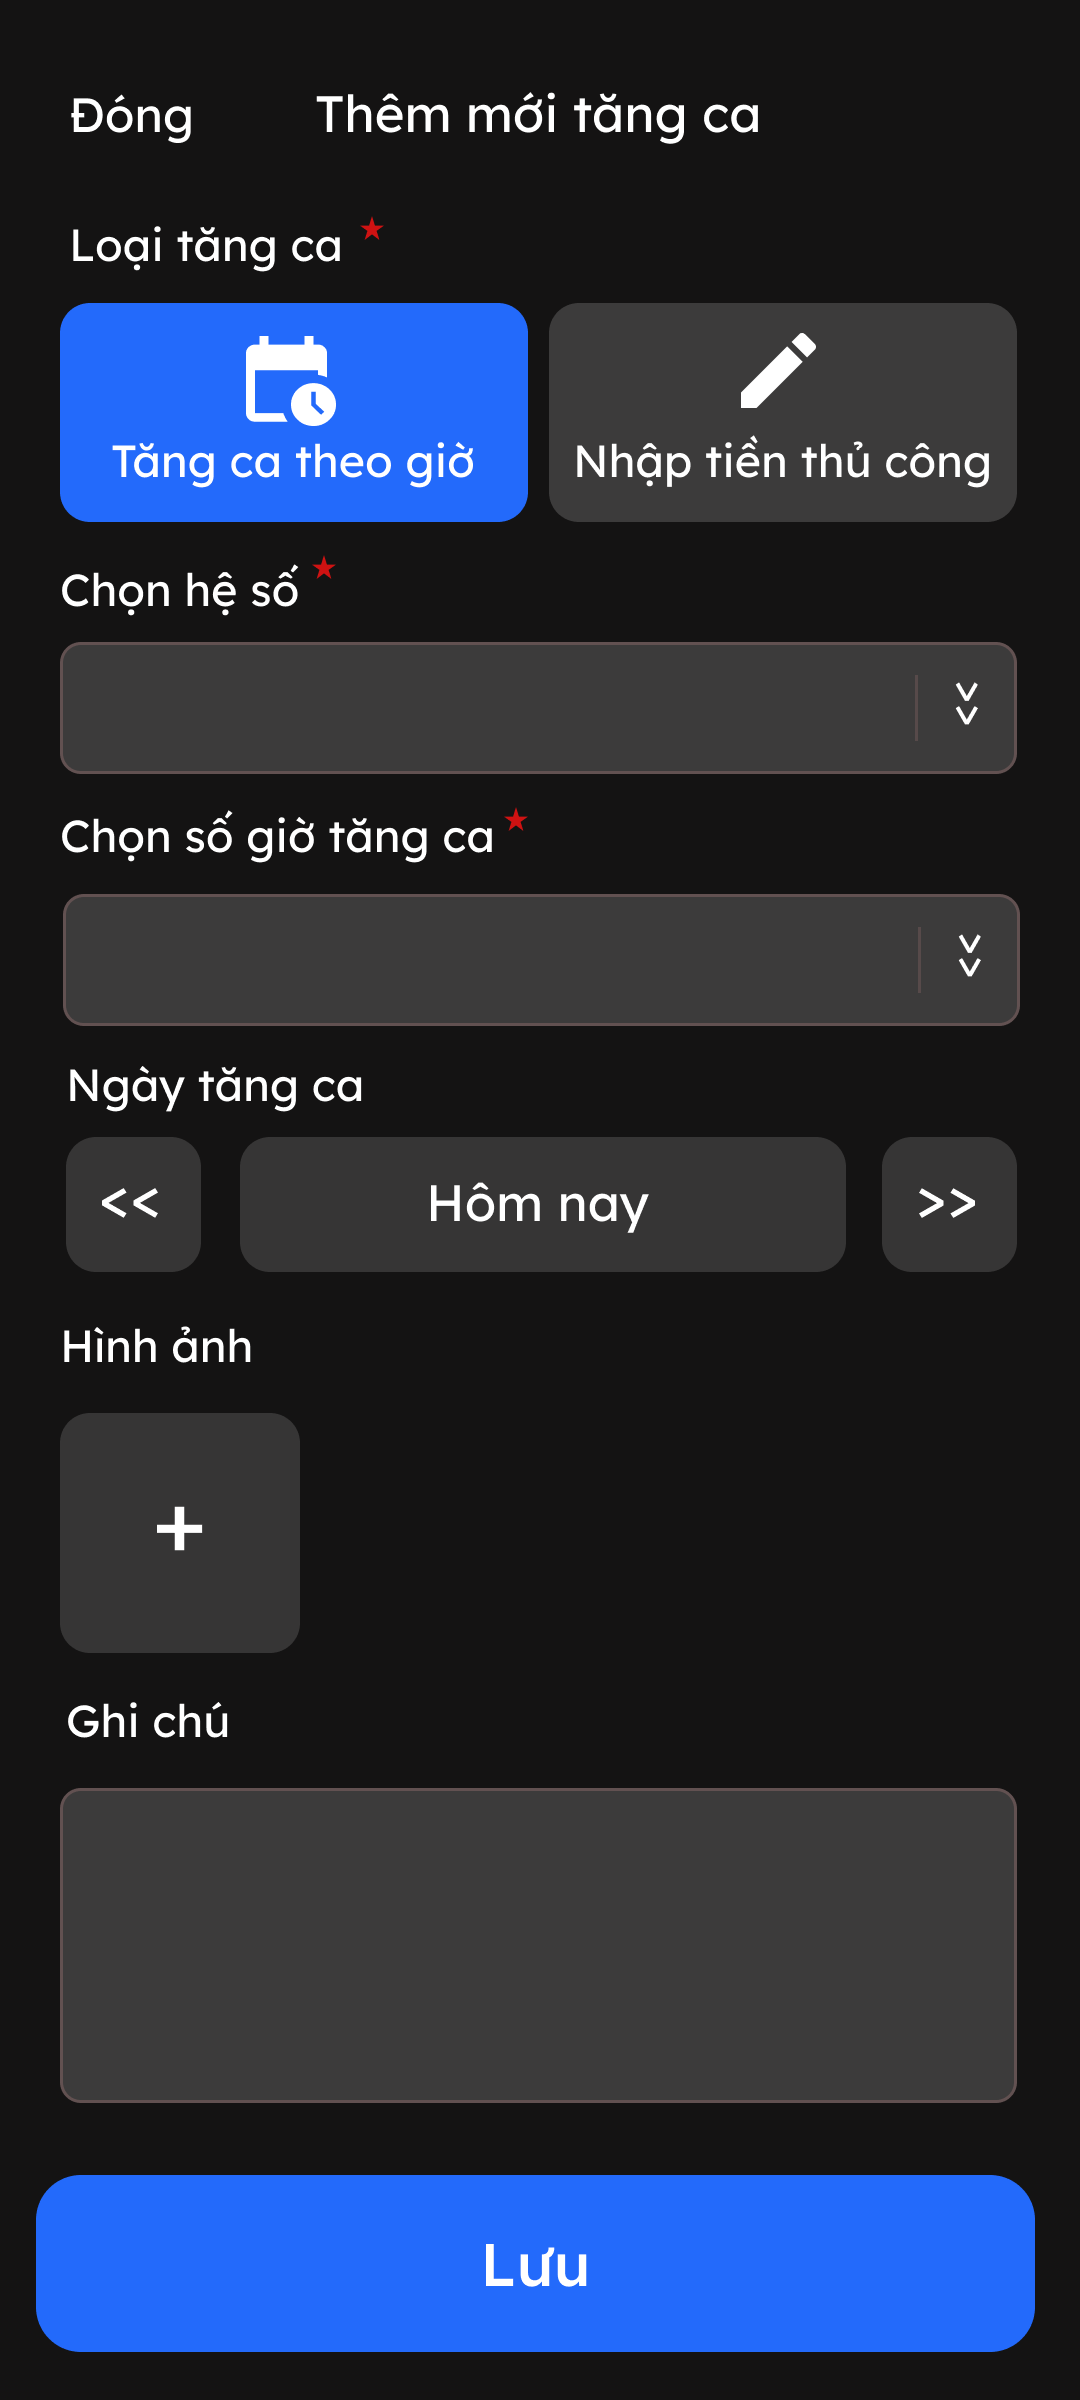 Đóng
Thêm mới tăng ca
Loại tăng ca ★
Tăng ca theo giờ
Nhập tiền thủ công
Chọn hệ số ★
Chọn số giờ tăng ca ★
Ngày tăng ca
<<
Hôm nay
>>
Hình ảnh
+
Ghi chú
Lưu